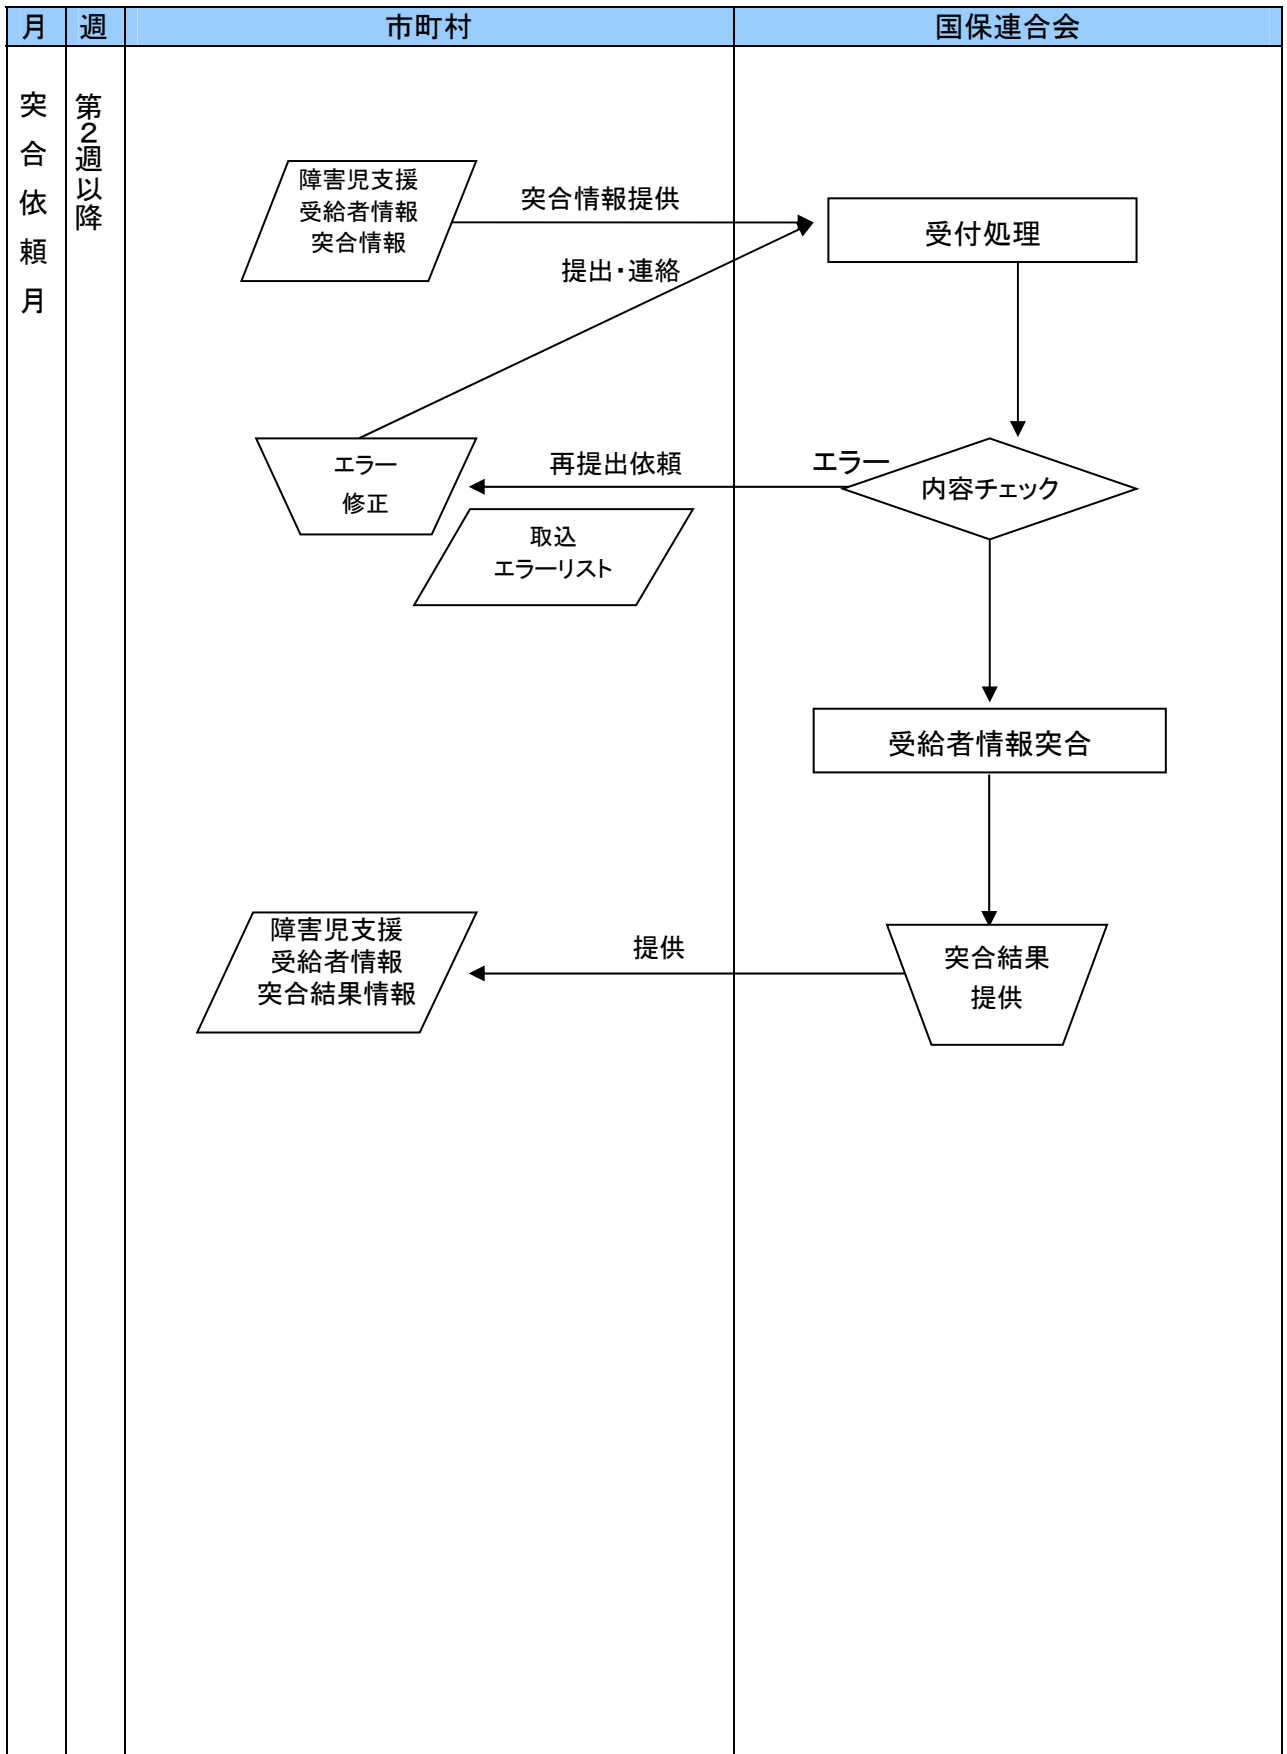 月
週
市町村
国保連合会
突合依頼月
第2週以降
障害児支援
受給者情報
突合情報
突合情報提供
受付処理
提出・連絡
エラー
修正
再提出依頼
エラー
内容チェック
取込
エラーリスト
受給者情報突合
障害児支援
受給者情報
突合結果情報
提供
突合結果
提供